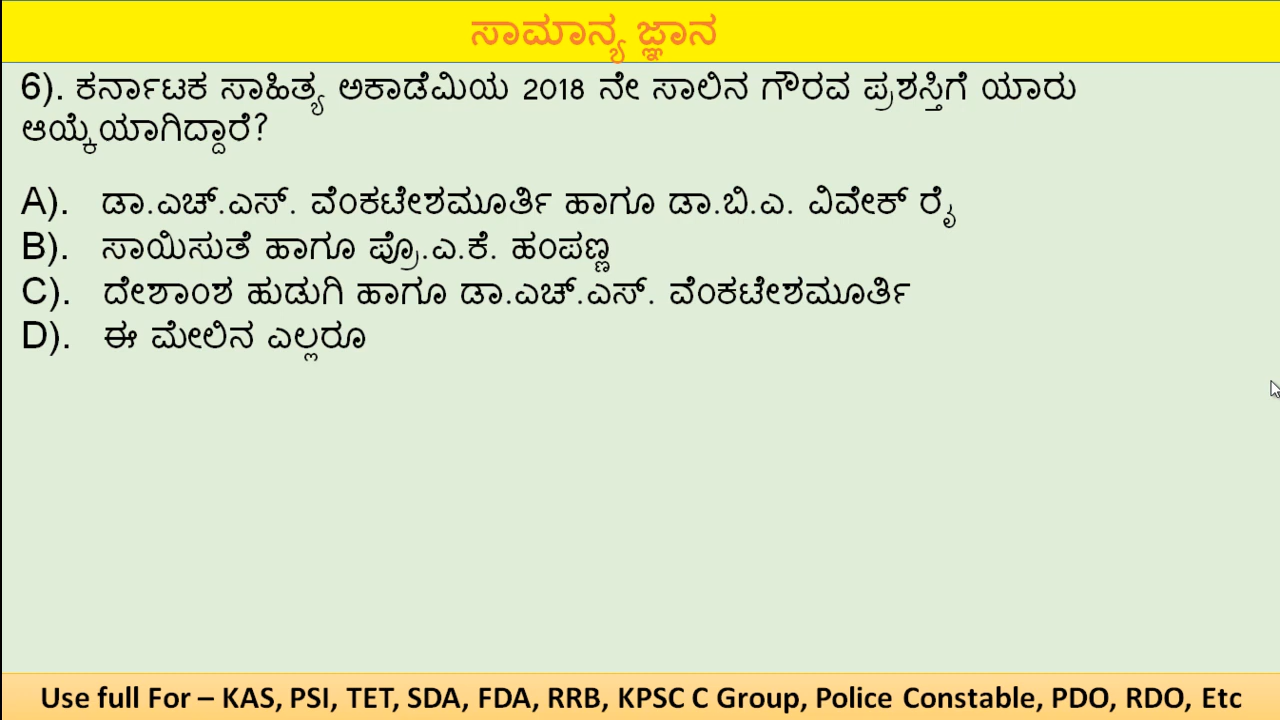 ಸಾಮಾನ್ಯ ಜ್ಞಾನ
6). ಕರ್ನಾಟಕ ಸಾಹಿತ್ಯ ಅಕಾಡೆಮಿಯ 2018 ನೇ ಸಾಲಿನ ಗೌರವ ಪ್ರಶಸ್ತಿಗೆ ಯಾರು
ಆಯ್ಕೆಯಾಗಿದ್ದಾರೆ?
A). ಡಾ.ಎಚ್.ಎಸ್. ವೆಂಕಟೇಶಮೂರ್ತಿ ಹಾಗೂ ಡಾ.ಬಿ.ಎ. ವಿವೇಕ್ ರೈ
B). ಸಾಯಿಸುತೆ ಹಾಗೂ ಪ್ರೊ.ಎ.ಕೆ. ಹಂಪಣ್ಣ
C). ದೇಶಾಂಶ ಹುಡುಗಿ ಹಾಗೂ ಡಾ.ಎಚ್.ಎಸ್. ವೆಂಕಟೇಶಮೂರ್ತಿ
D). ಈ ಮೇಲಿನ ಎಲ್ಲರೂ
Use full For – KAS, PSI, TET, SDA, FDA, RRB, KPSC C Group, Police Constable, PDO, RDO, Etc